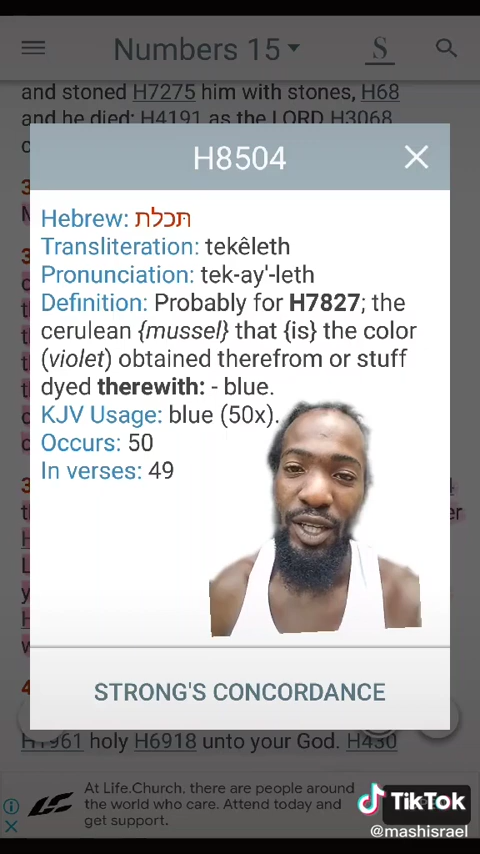 Numbers 15
S
and stoned H7275 him with stones, H68
and he died; H4191 as the LORD H3068
H8504
Hebrew: תּכלת
Transliteration: tekêleth
Pronunciation: tek-ay'-leth
Definition: Probably for H7827; the
cerulean {mussel} that {is} the color
(violet) obtained therefrom or stuff
dyed therewith: - blue.
KJV Usage: blue (50x).
Occurs: 50
In verses: 49
STRONG'S CONCORDANCE
H1961 holy H6918 unto your God. H430
At Life.Church, there are people around
the world who care. Attend today and
get support.
TikTok
@mashisrael